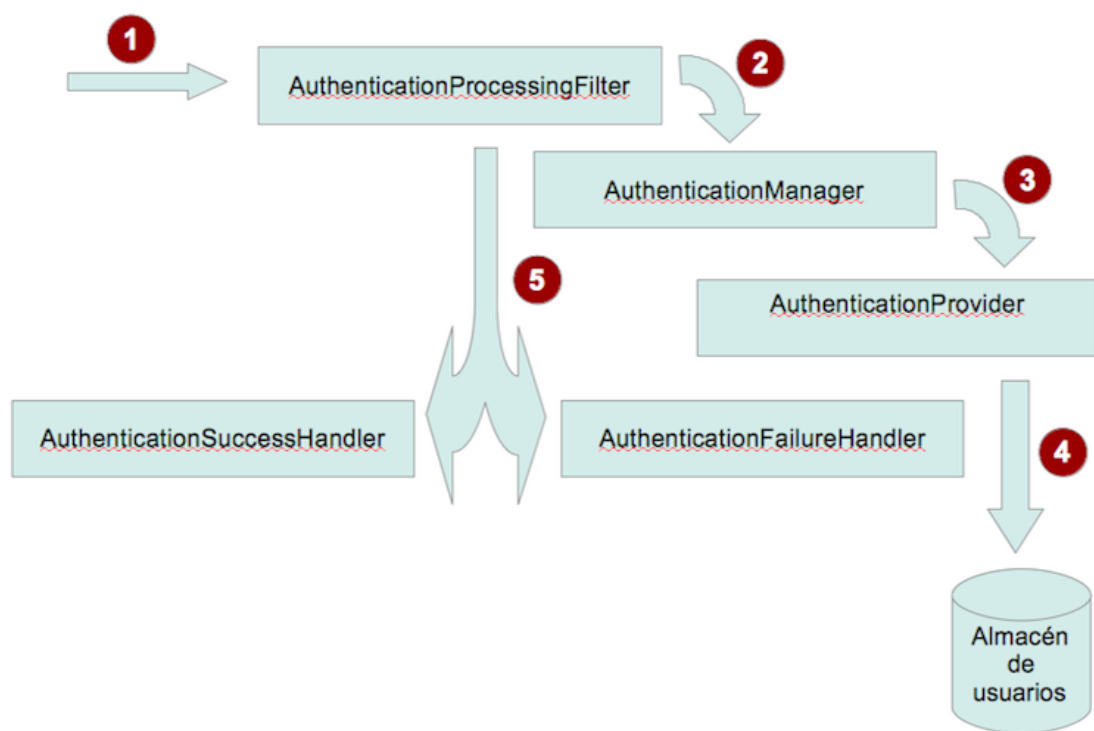 1
AuthenticationProcessingFilter
2
AuthenticationManager
3
AuthenticationProvider
5
AuthenticationSuccessHandler
AuthenticationFailureHandler
4
Almacén
de
usuarios